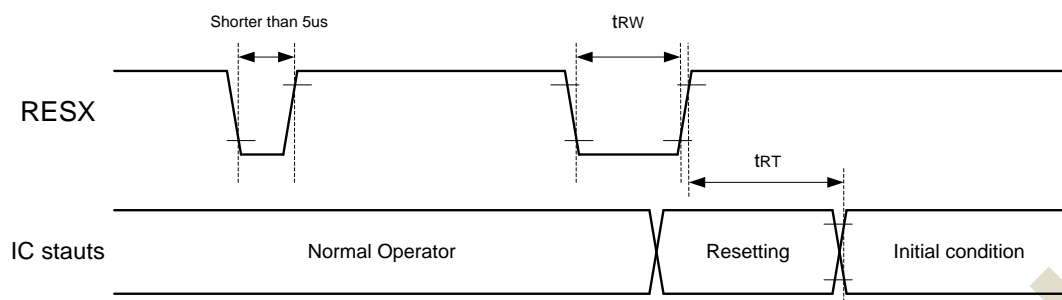 Shorter than 5us
tRW
RESX
tRT
IC stauts
Normal Operator
Resetting
Initial condition